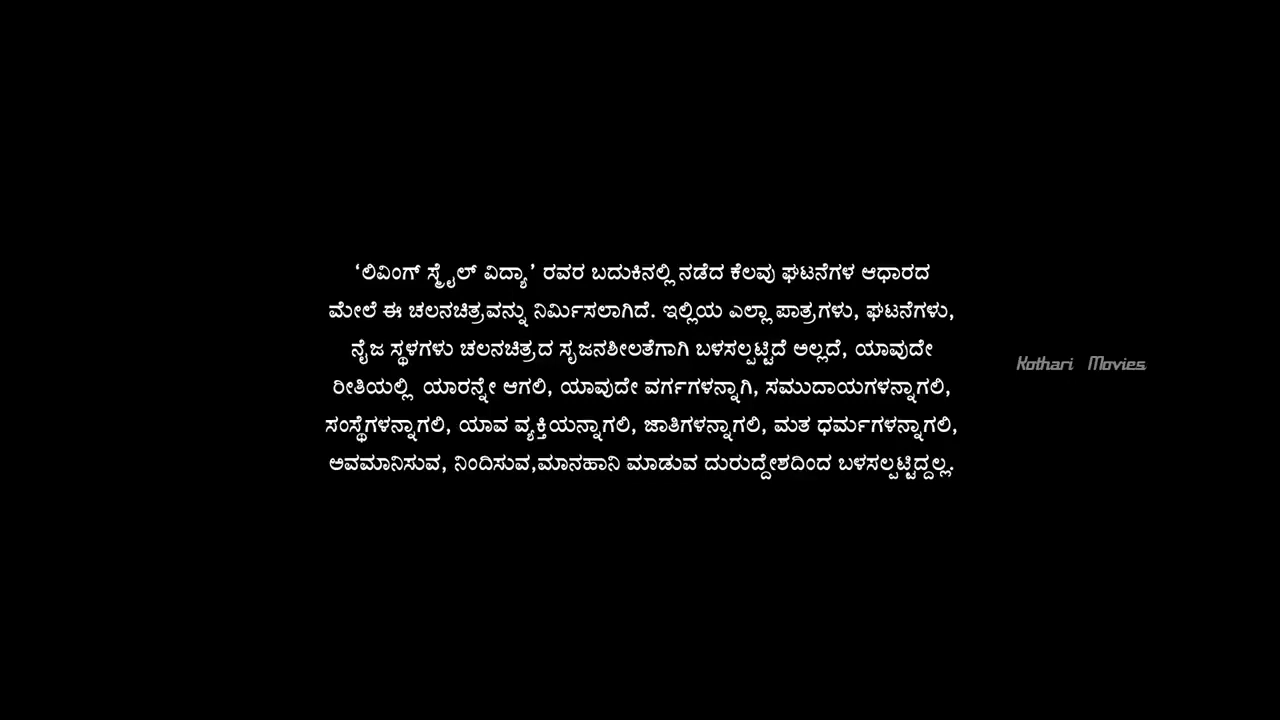 ‘ಲಿವಿಂಗ್ ಸ್ಮೈಲ್ ವಿದ್ಯಾ’ ರವರ ಬದುಕಿನಲ್ಲಿ ನಡೆದ ಕೆಲವು ಘಟನೆಗಳ ಆಧಾರದ
ಮೇಲೆ ಈ ಚಲನಚಿತ್ರವನ್ನು ನಿರ್ಮಿಸಲಾಗಿದೆ. ಇಲ್ಲಿಯ ಎಲ್ಲಾ ಪಾತ್ರಗಳು, ಘಟನೆಗಳು,
ನೈಜ ಸ್ಥಳಗಳು ಚಲನಚಿತ್ರದ ಸೃಜನಶೀಲತೆಗಾಗಿ ಬಳಸಲ್ಪಟ್ಟಿದೆ ಅಲ್ಲದೆ, ಯಾವುದೇ
ರೀತಿಯಲ್ಲಿ ಯಾರನ್ನೇ ಆಗಲಿ, ಯಾವುದೇ ವರ್ಗಗಳನ್ನಾಗಿ, ಸಮುದಾಯಗಳನ್ನಾಗಲಿ,
ಸಂಸ್ಥೆಗಳನ್ನಾಗಲಿ, ಯಾವ ವ್ಯಕ್ತಿಯನ್ನಾಗಲಿ, ಜಾತಿಗಳನ್ನಾಗಲಿ, ಮತ ಧರ್ಮಗಳನ್ನಾಗಲಿ,
ಅವಮಾನಿಸುವ, ನಿಂದಿಸುವ,ಮಾನಹಾನಿ ಮಾಡುವ ದುರುದ್ದೇಶದಿಂದ ಬಳಸಲ್ಪಟ್ಟಿದ್ದಲ್ಲ.
Kothari Movies